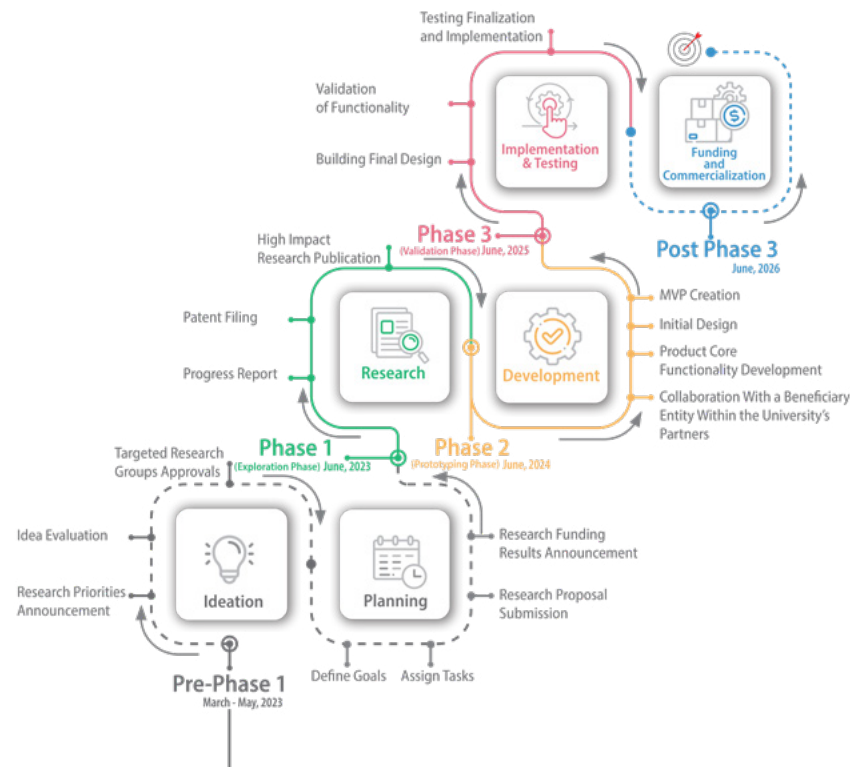 Testing Finalization
and Implementation
Validation
of Functionality
Building Final Design
Implementation
& Testing
Funding
and
Commercialization
Phase 3
(Validation Phase) June, 2025
Post Phase 3
June, 2026
High Impact
Research Publication
Patent Filing
Progress Report
Research
Development
MVP Creation
Initial Design
Product Core
Functionality Development
Collaboration With a Beneficiary
Entity Within the University's
Partners
Phase 1
(Exploration Phase) June, 2023
Phase 2
(Prototyping Phase) June, 2024
Targeted Research
Groups Approvals
Idea Evaluation
Research Priorities
Announcement
Ideation
Planning
Research Funding
Results Announcement
Research Proposal
Submission
Define Goals
Assign Tasks
Pre-Phase 1
March - May, 2023